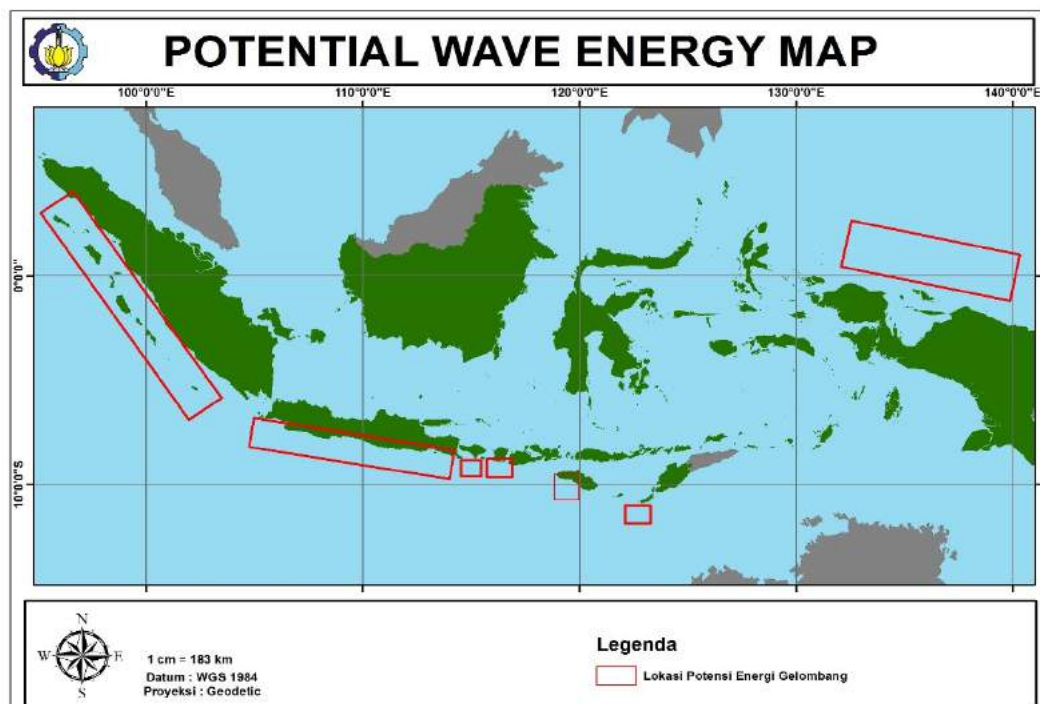 POTENTIAL WAVE ENERGY MAP
100°0'0"E 110°0'0"E 120°0'0"E 130°0'0"E 140°0'0"E
0°0'0"
10°0'0"S
N
W E
S
1 cm = 183 km
Datum : WGS 1984
Proyeksi : Geodetic
Legenda
Lokasi Potensi Energi Gelombang